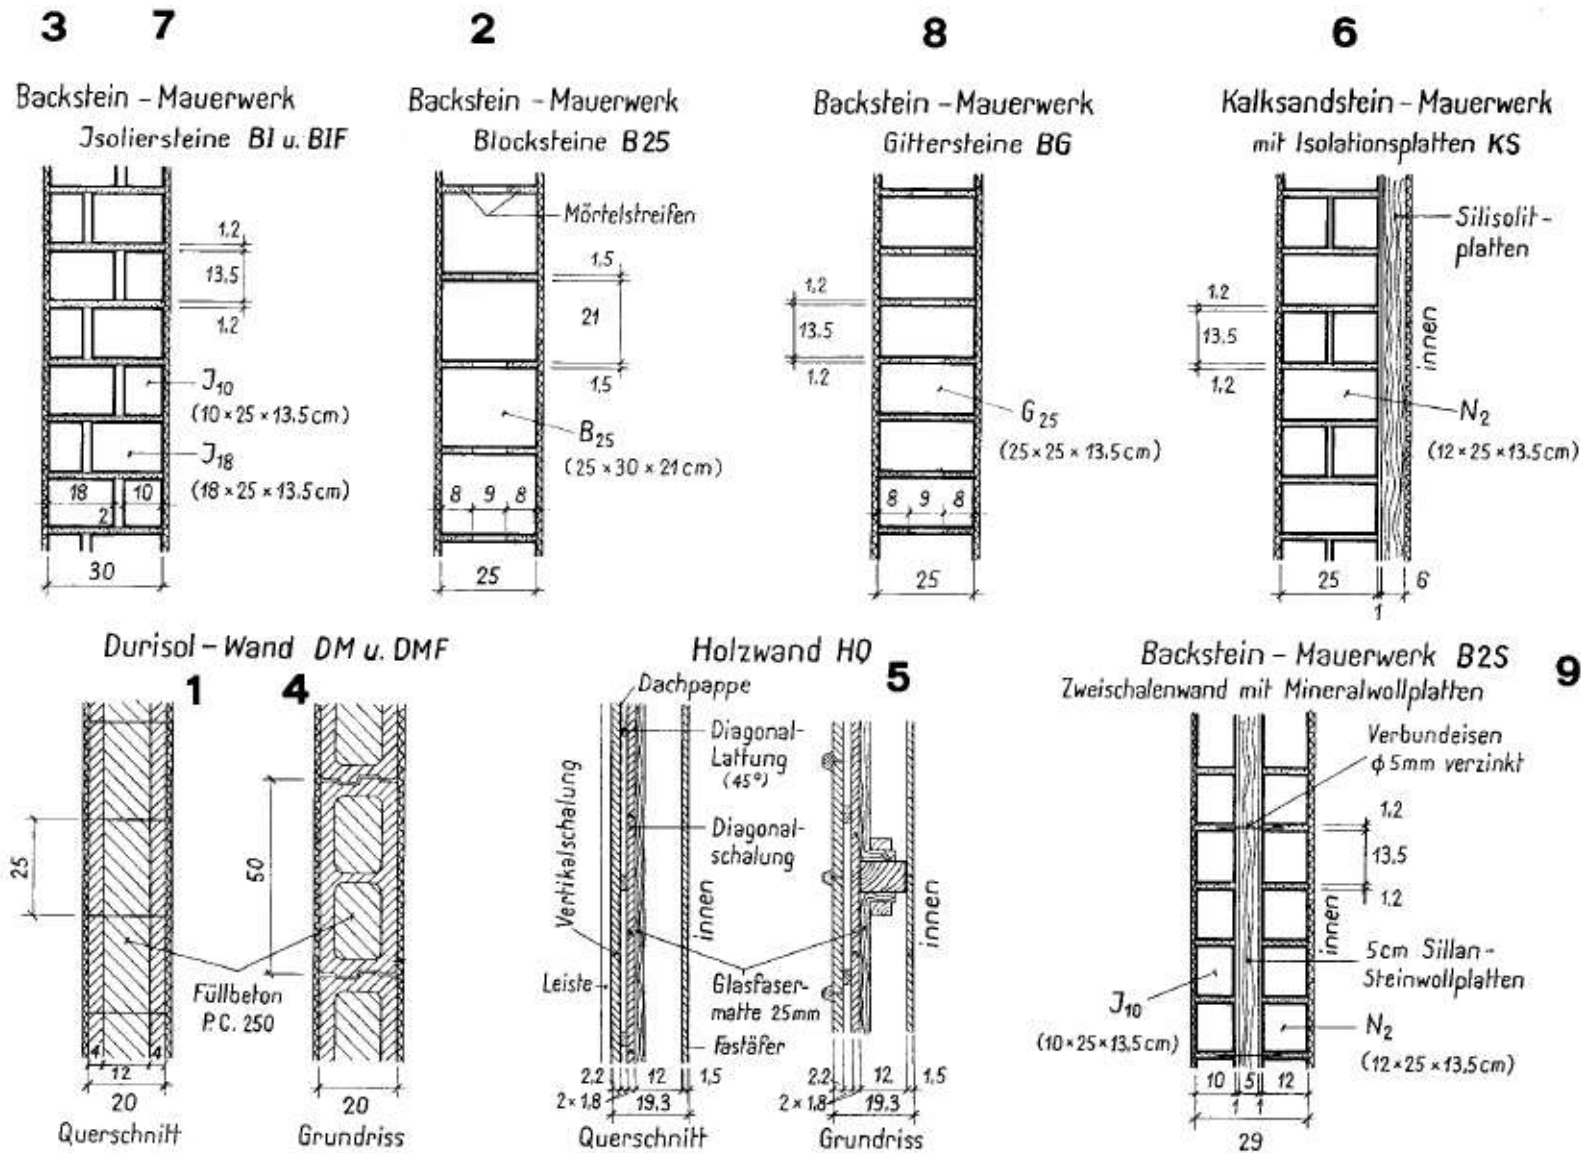 3 7
Backstein - Mauerwerk
Jsoliersteine BI u. BIF
1.2
13.5
1.2
J10
(10 × 25 × 13.5 cm)
J18
(18 × 25 × 13.5 cm)
18 10
2
30
2
Backstein - Mauerwerk
Blocksteine B25
Mörtelstreifen
1,5
21
1,5
B25
(25 × 30 × 21 cm)
8 9 8
25
8
Backstein - Mauerwerk
Gittersteine BG
1.2
13.5
1.2
G25
(25 × 25 × 13.5 cm)
8 9 8
25
6
Kalksandstein - Mauerwerk
mit Isolationsplatten KS
Silisolit-
platten
1.2
13.5
1.2
innen
N2
(12 × 25 × 13.5 cm)
25 6
1
Durisol - Wand DM u. DMF
1 4
25
50
Füllbeton
P.C. 250
4 4
12
20 20
Querschnitt Grundriss
Holzwand HQ
5
Dachpappe
Diagonal-
Lattung
(45°)
Vertikalschalung
Diagonal-
schalung
innen innen
Leiste
Glasfaser-
matte 25mm
Fastäfer
2.2 12 1,5 2.2 12 1,5
2 × 1,8 19.3 2 × 1,8 19.3
Querschnitt Grundriss
Backstein - Mauerwerk B2S
9
Zweischalenwand mit Mineralwollplatten
Verbundeisen
ϕ 5mm verzinkt
1.2
13.5
1.2
innen
5cm Sillan-
Steinwollplatten
J10
(10 × 25 × 13.5 cm)
N2
(12 × 25 × 13.5 cm)
10 5 12
1 1
29